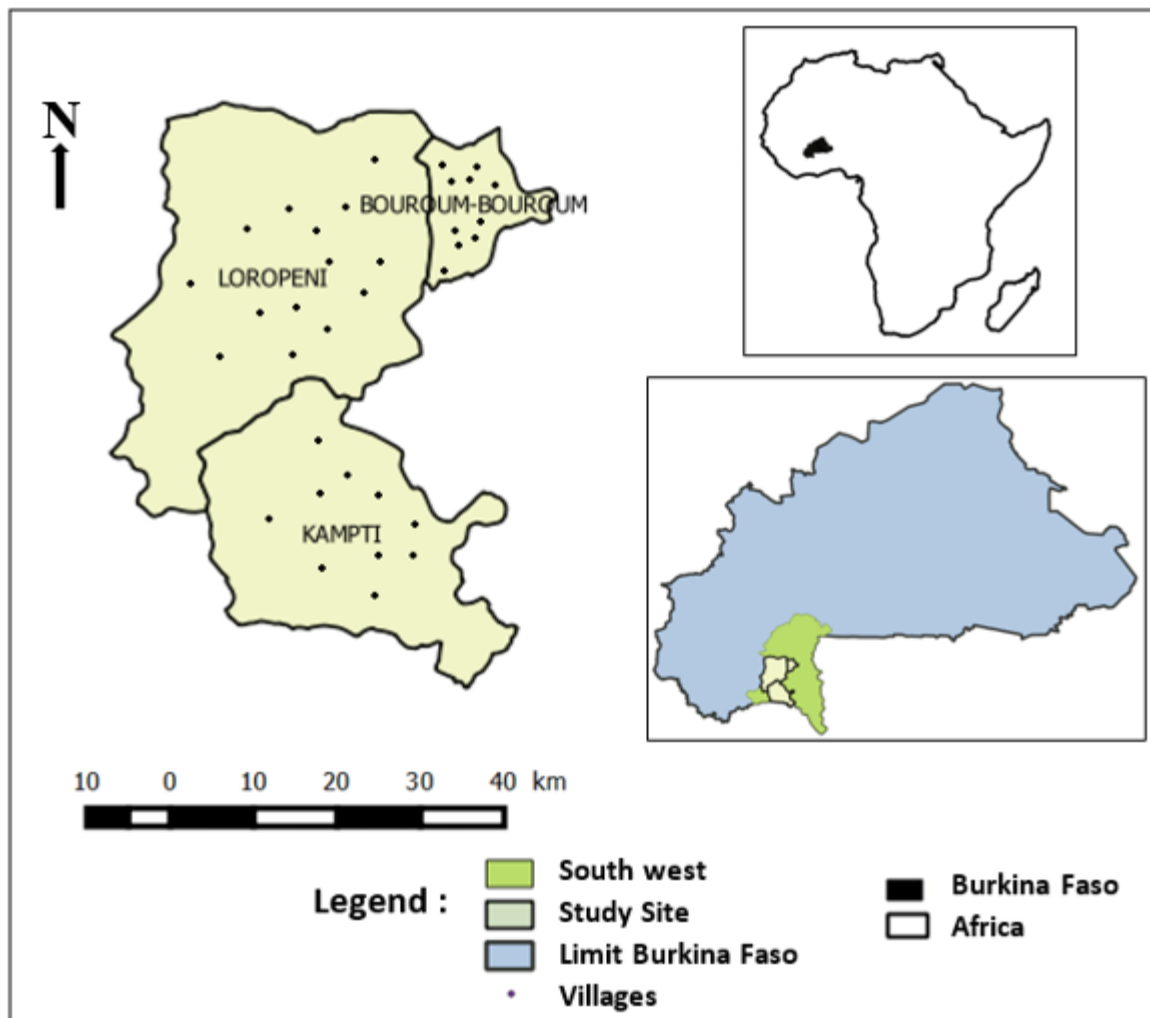 N
BOUROUM-BOUROUM
LOROPENI
KAMPTI
10 0 10 20 30 40 km
Legend :
South west
Study Site
Limit Burkina Faso
Villages
Burkina Faso
Africa